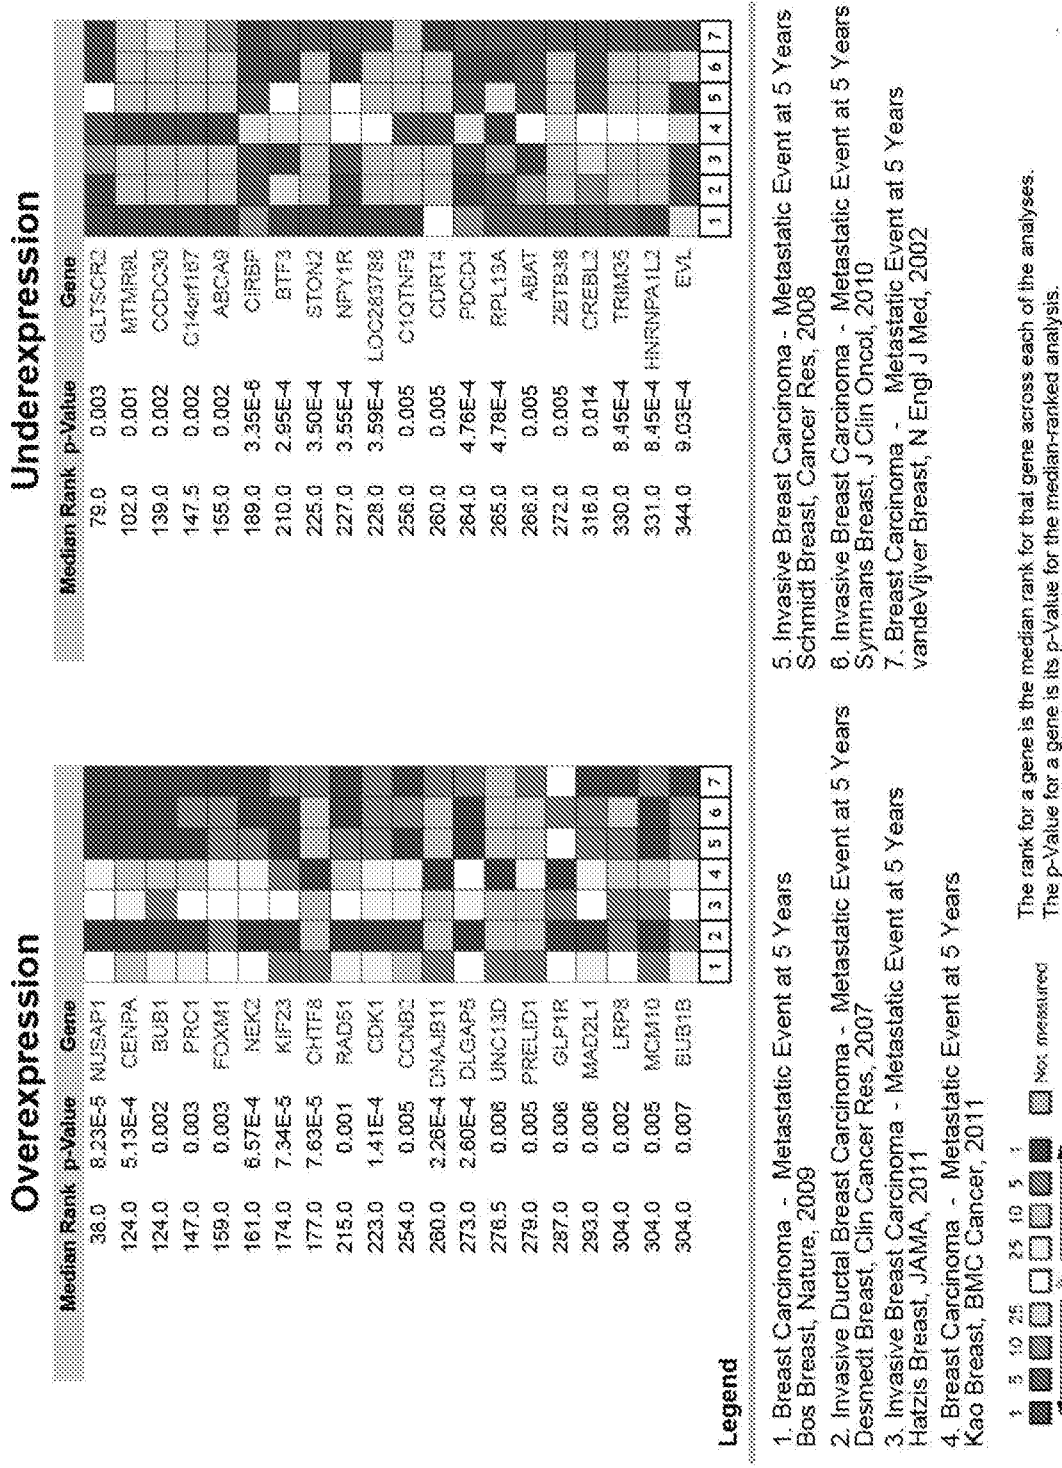 Overexpression
Median Rank p-Value Gene
38.0 8.23E-5 NUSAP1
124.0 5.13E-4 CENPA
124.0 0.002 BUB1
147.0 0.003 PRC1
159.0 0.003 FOXM1
161.0 6.57E-4 NEK2
174.0 7.34E-5 KIF23
177.0 7.63E-5 CHTF8
215.0 0.001 RAD51
223.0 1.41E-4 CDK1
254.0 0.005 CCNB2
260.0 2.26E-4 DNAJB11
273.0 2.60E-4 DLGAP5
276.5 0.006 UNC13D
279.0 0.005 PRELID1
287.0 0.006 GLP1R
293.0 0.006 MAD2L1
304.0 0.002 LRP8
304.0 0.005 MCM10
304.0 0.007 BUB1B
1 2 3 4 5 6 7
Underexpression
Median Rank p-Value Gene
79.0 0.003 GLTSCR2
102.0 0.001 MTMR9L
139.0 0.002 CCDC30
147.5 0.002 C14orf167
155.0 0.002 ABCA8
189.0 3.35E-6 CIRBP
210.0 2.95E-4 BTF3
225.0 3.50E-4 STON2
227.0 3.55E-4 NPY1R
228.0 3.59E-4 LOC283788
256.0 0.005 C1QTNF9
260.0 0.005 CDRT4
264.0 4.76E-4 PDCD4
265.0 4.78E-4 RPL13A
266.0 0.005 ABAT
272.0 0.005 ZBTB38
316.0 0.014 CREBL2
330.0 8.45E-4 TRIM35
331.0 8.45E-4 HNRNPA1L2
344.0 9.03E-4 EVL
1 2 3 4 5 6 7
Legend
1. Breast Carcinoma - Metastatic Event at 5 Years
Bos Breast, Nature, 2009
2. Invasive Ductal Breast Carcinoma - Metastatic Event at 5 Years
Desmedt Breast, Clin Cancer Res, 2007
3. Invasive Breast Carcinoma - Metastatic Event at 5 Years
Hatzis Breast, JAMA, 2011
4. Breast Carcinoma - Metastatic Event at 5 Years
Kao Breast, BMC Cancer, 2011
5. Invasive Breast Carcinoma - Metastatic Event at 5 Years
Schmidt Breast, Cancer Res, 2008
6. Invasive Breast Carcinoma - Metastatic Event at 5 Years
Symmans Breast, J Clin Oncol, 2010
7. Breast Carcinoma - Metastatic Event at 5 Years
vandeVijver Breast, N Engl J Med, 2002
1 5 10 25 25 10 5 1
Not measured
The rank for a gene is the median rank for that gene across each of the analyses.
The p-Value for a gene is its p-Value for the median-ranked analysis.